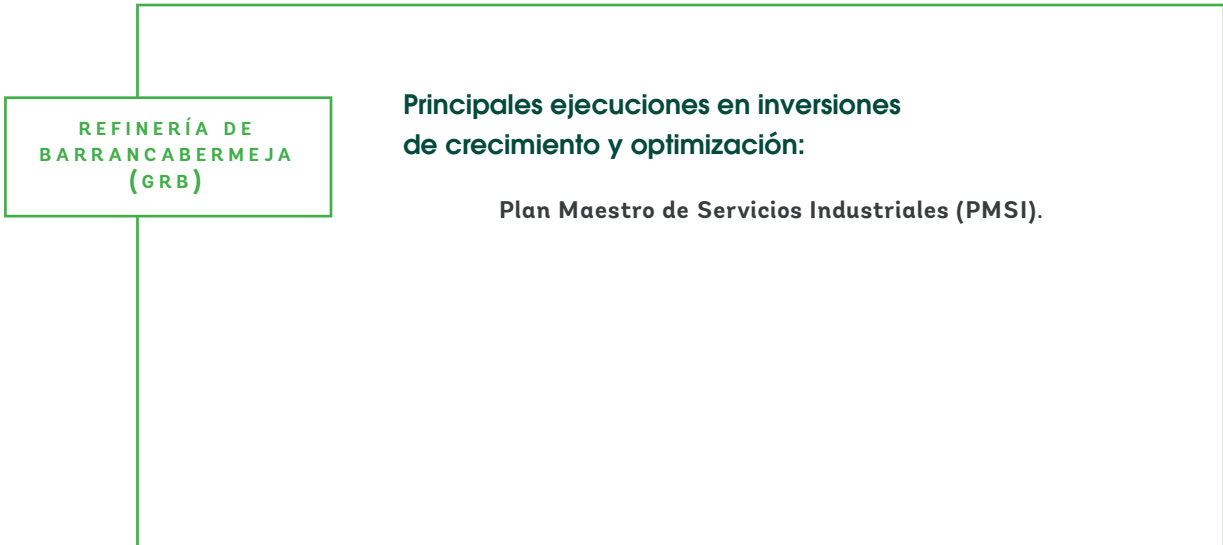 REFINERÍA DE
BARRANCABERMEJA
(GRB)
Principales ejecuciones en inversiones
de crecimiento y optimización:
Plan Maestro de Servicios Industriales (PMSI).